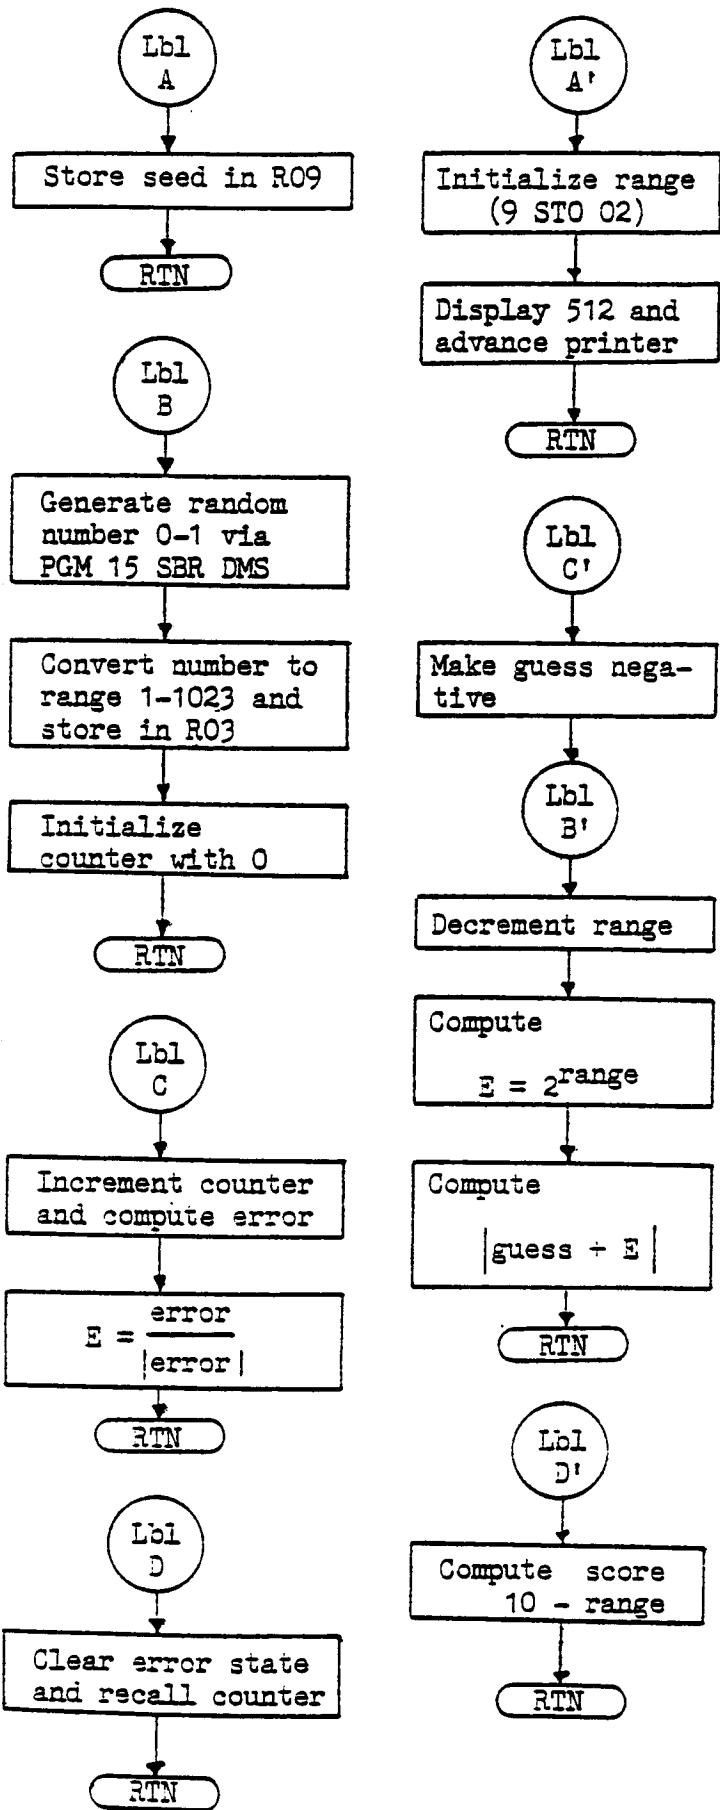 Lbl
A
Store seed in R09
RTN
Lbl
B
Generate random
number 0-1 via
PGM 15 SBR DMS
Convert number to
range 1-1023 and
store in R03
Initialize
counter with 0
RTN
Lbl
C
Increment counter
and compute error
E = error
|error|
RTN
Lbl
D
Clear error state
and recall counter
RTN
Lbl
A'
Initialize range
(9 STO 02)
Display 512 and
advance printer
RTN
Lbl
C'
Make guess nega-
tive
Lbl
B'
Decrement range
Compute
E = 2^range
Compute
|guess + E|
RTN
Lbl
D'
Compute score
10 - range
RTN